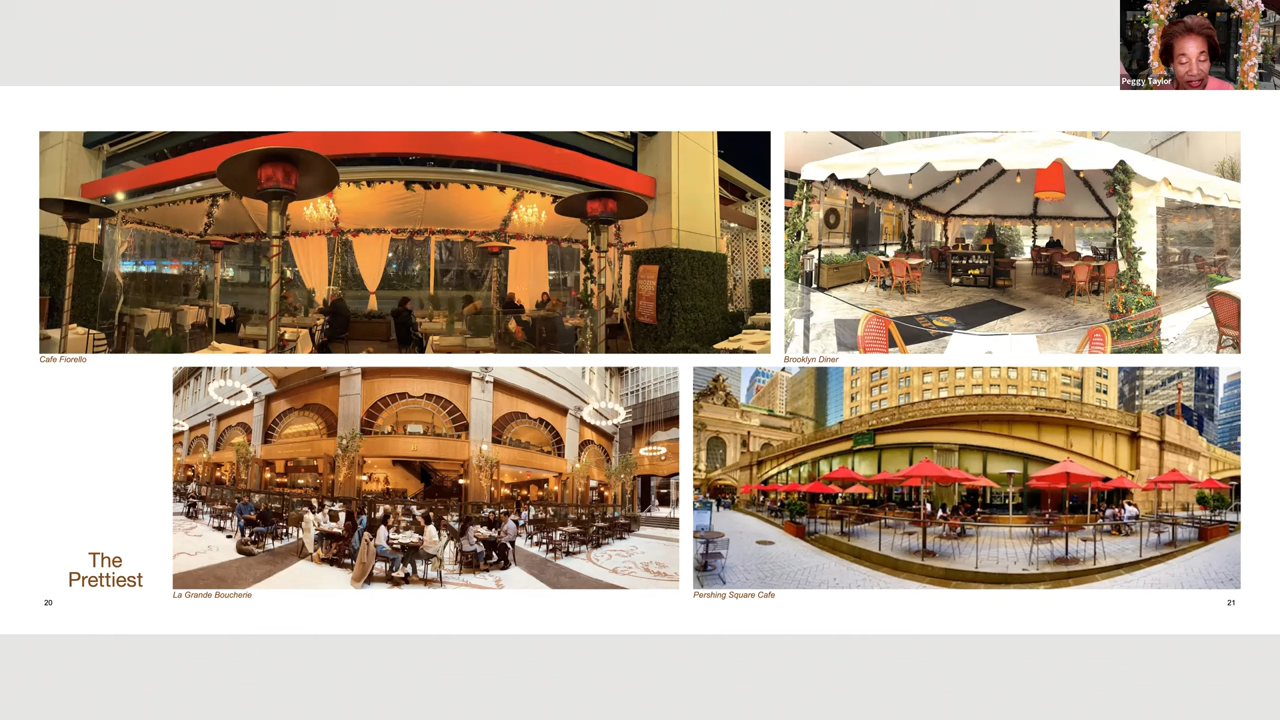 Peggy Taylor
Cafe Fiorello
Brooklyn Diner
The
Prettiest
La Grande Boucherie
Pershing Square Cafe
20
21